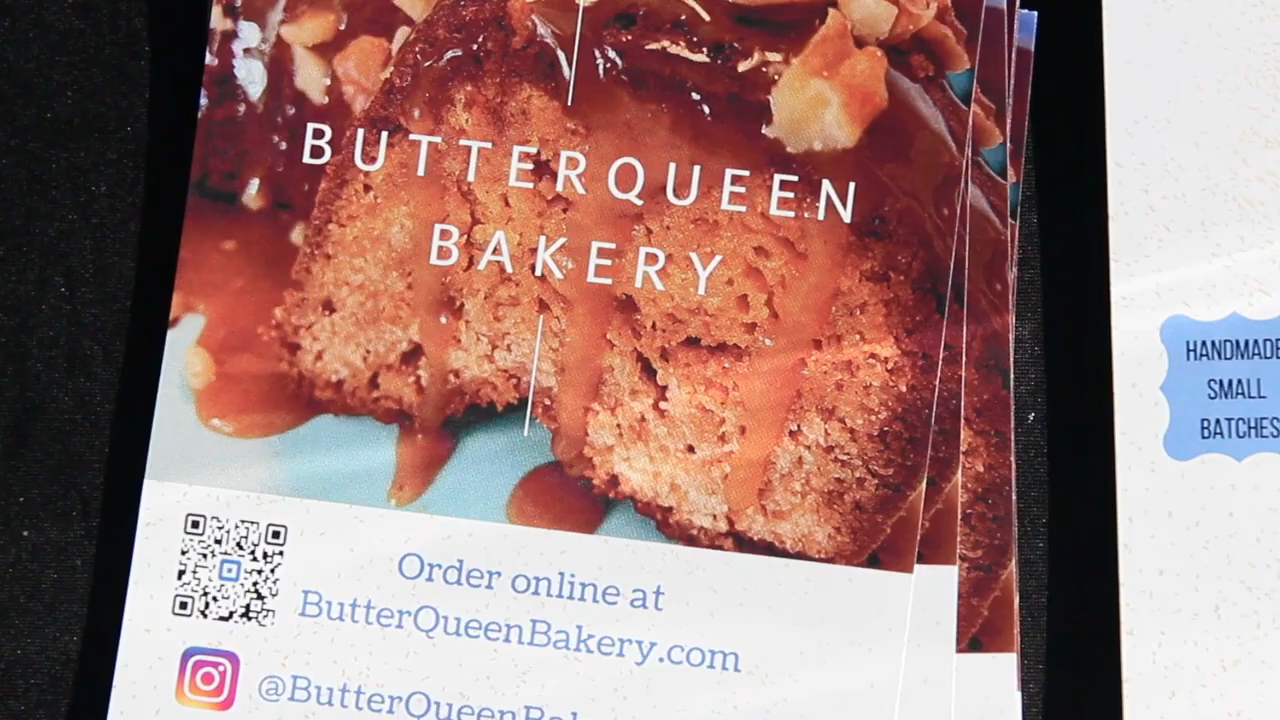 BUTTERQUEEN
BAKERY
Order online at
ButterQueenBakery.com
HANDMADE
SMALL
BATCHES